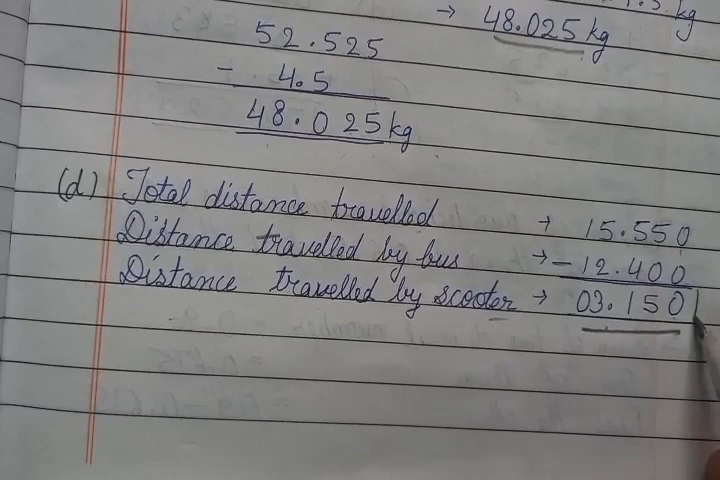 → 48.025 kg
52.525
- 4.5
48.025 kg
(d) Total distance travelled → 15.550
Distance travelled by bus → - 12.400
Distance travelled by scooter → 03.150